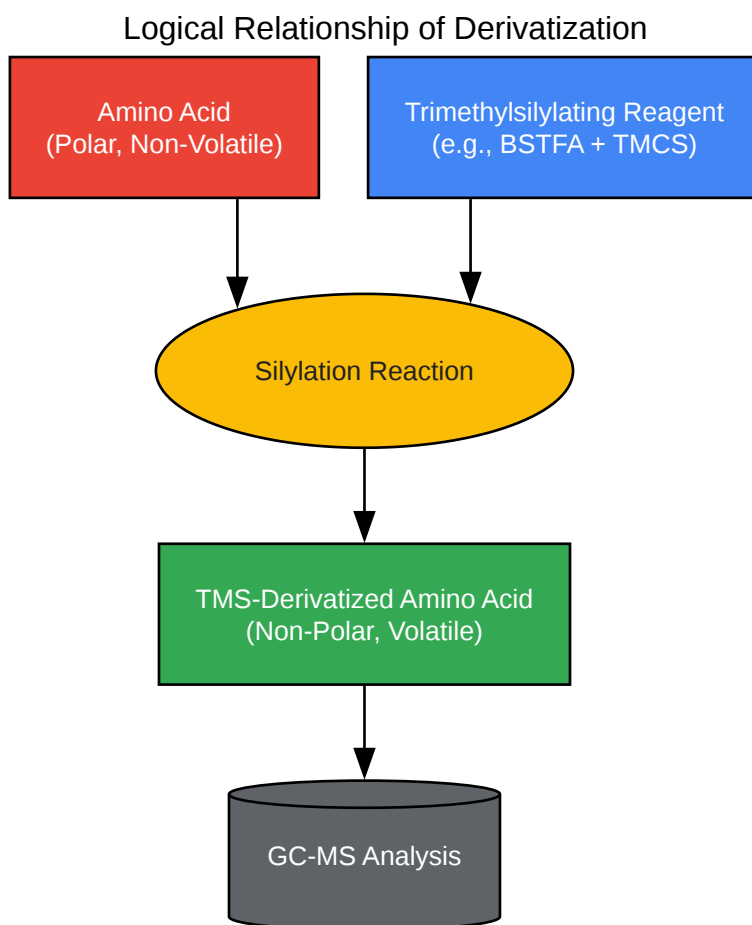 Logical Relationship of Derivatization
Amino Acid
(Polar, Non-Volatile)
Trimethylsilylating Reagent
(e.g., BSTFA + TMCS)
Silylation Reaction
TMS-Derivatized Amino Acid
(Non-Polar, Volatile)
GC-MS Analysis